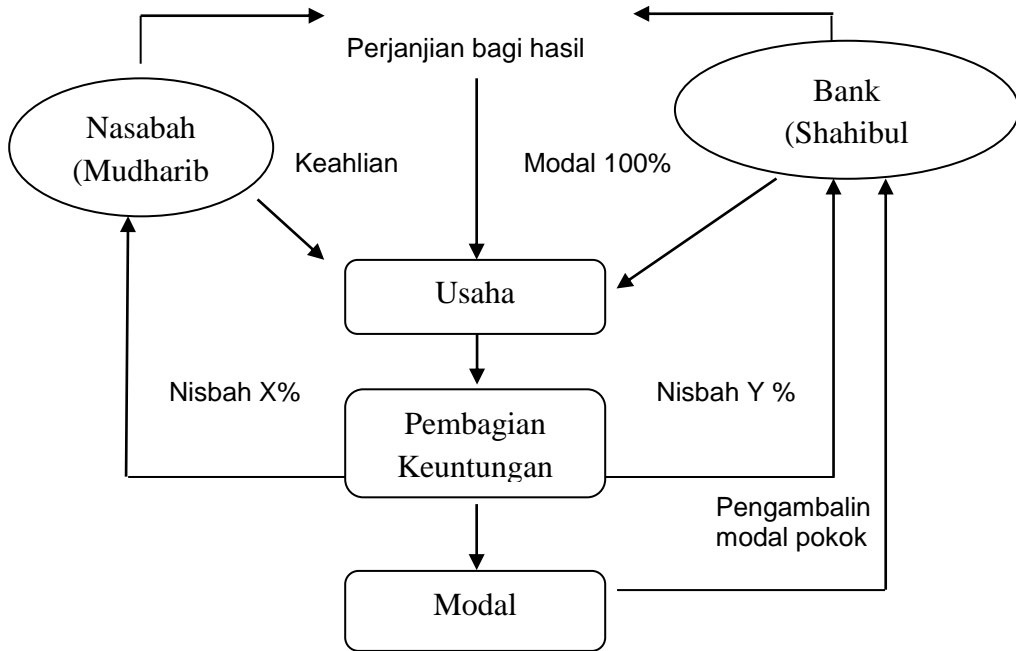 Perjanjian bagi hasil
Nasabah
(Mudharib
Bank
(Shahibul
Keahlian
Modal 100%
Usaha
Nisbah X%
Nisbah Y %
Pembagian
Keuntungan
Pengambalin
modal pokok
Modal